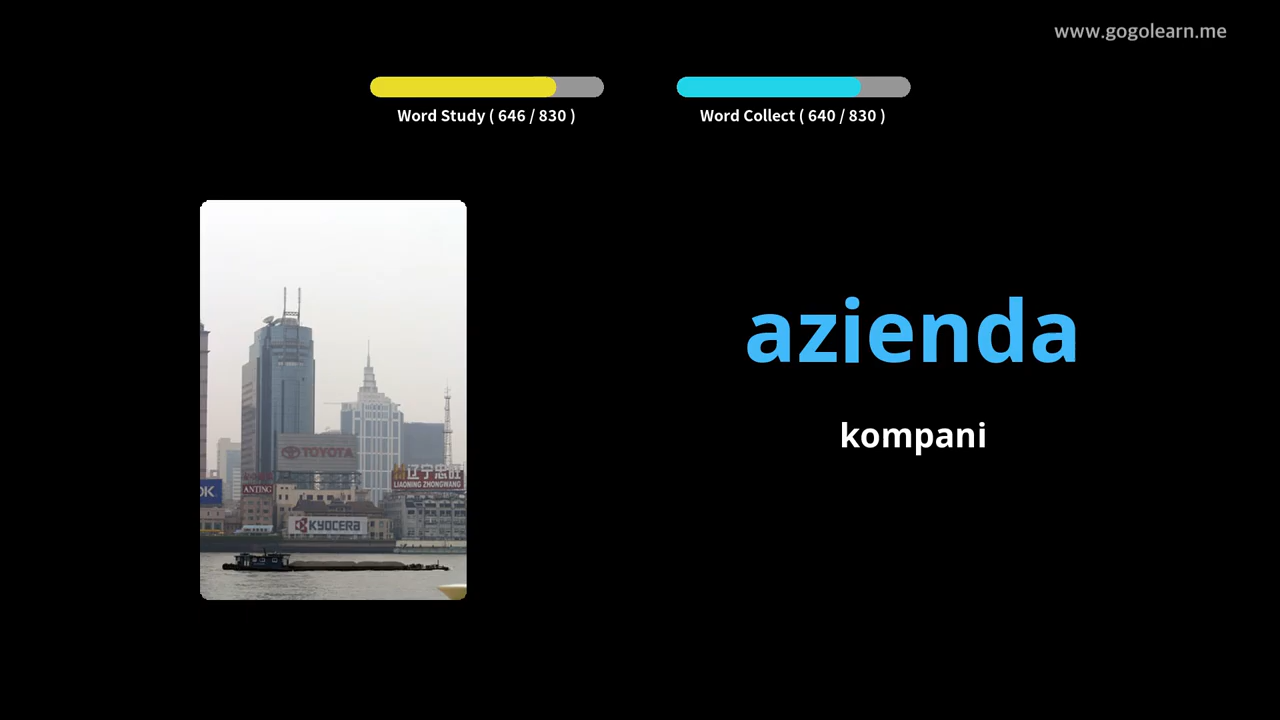 www.gogolearn.me
Word Study ( 646 / 830 )
Word Collect ( 640 / 830 )
azienda
kompani
TOYOTA
辽宁忠旺
LIAONING ZHONGWANG
ANTING
KYOCERA